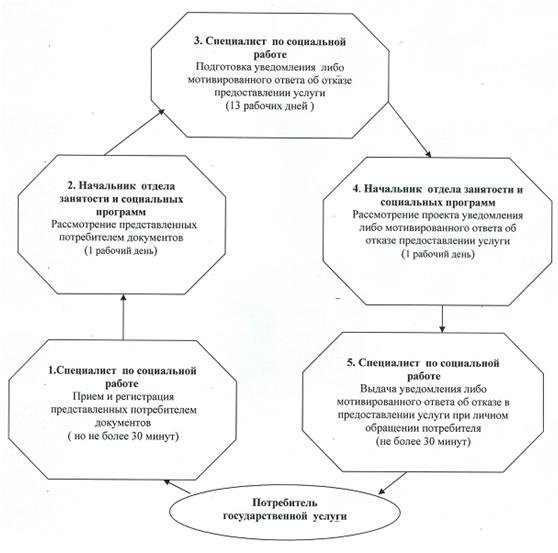 3. Специалист по социальной
работе
Подготовка уведомления либо
мотивированного ответа об отказе
предоставлении услуги
(13 рабочих дней )
2. Начальник отдела
занятости и социальных
программ
Рассмотрение представленных
потребителем документов
(1 рабочий день)
4. Начальник отдела занятости и
социальных программ
Рассмотрение проекта уведомления
либо мотивированного ответа об
отказе предоставлении услуги
(1 рабочий день)
1.Специалист по социальной
работе
Прием и регистрация
представленных потребителем
документов
( но не более 30 минут)
5. Специалист по социальной
работе
Выдача уведомления либо
мотивированного ответа об отказе в
предоставлении услуги при личном
обращении потребителя
(не более 30 минут)
Потребитель
государственной услуги